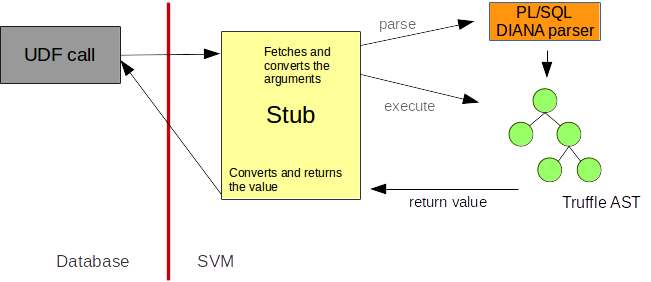 UDF call
Fetches and
converts the
arguments
Stub
Converts and returns
the value
parse
execute
PL/SQL
DIANA parser
Truffle AST
return value
Database
SVM